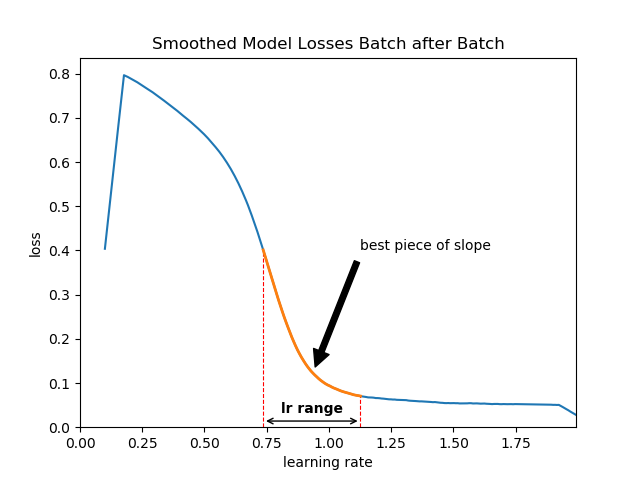 Smoothed Model Losses Batch after Batch
0.8
0.7
0.6
0.5
0.4
0.3
0.2
0.1
0.0
loss
best piece of slope
lr range
0.00 0.25 0.50 0.75 1.00 1.25 1.50 1.75
learning rate